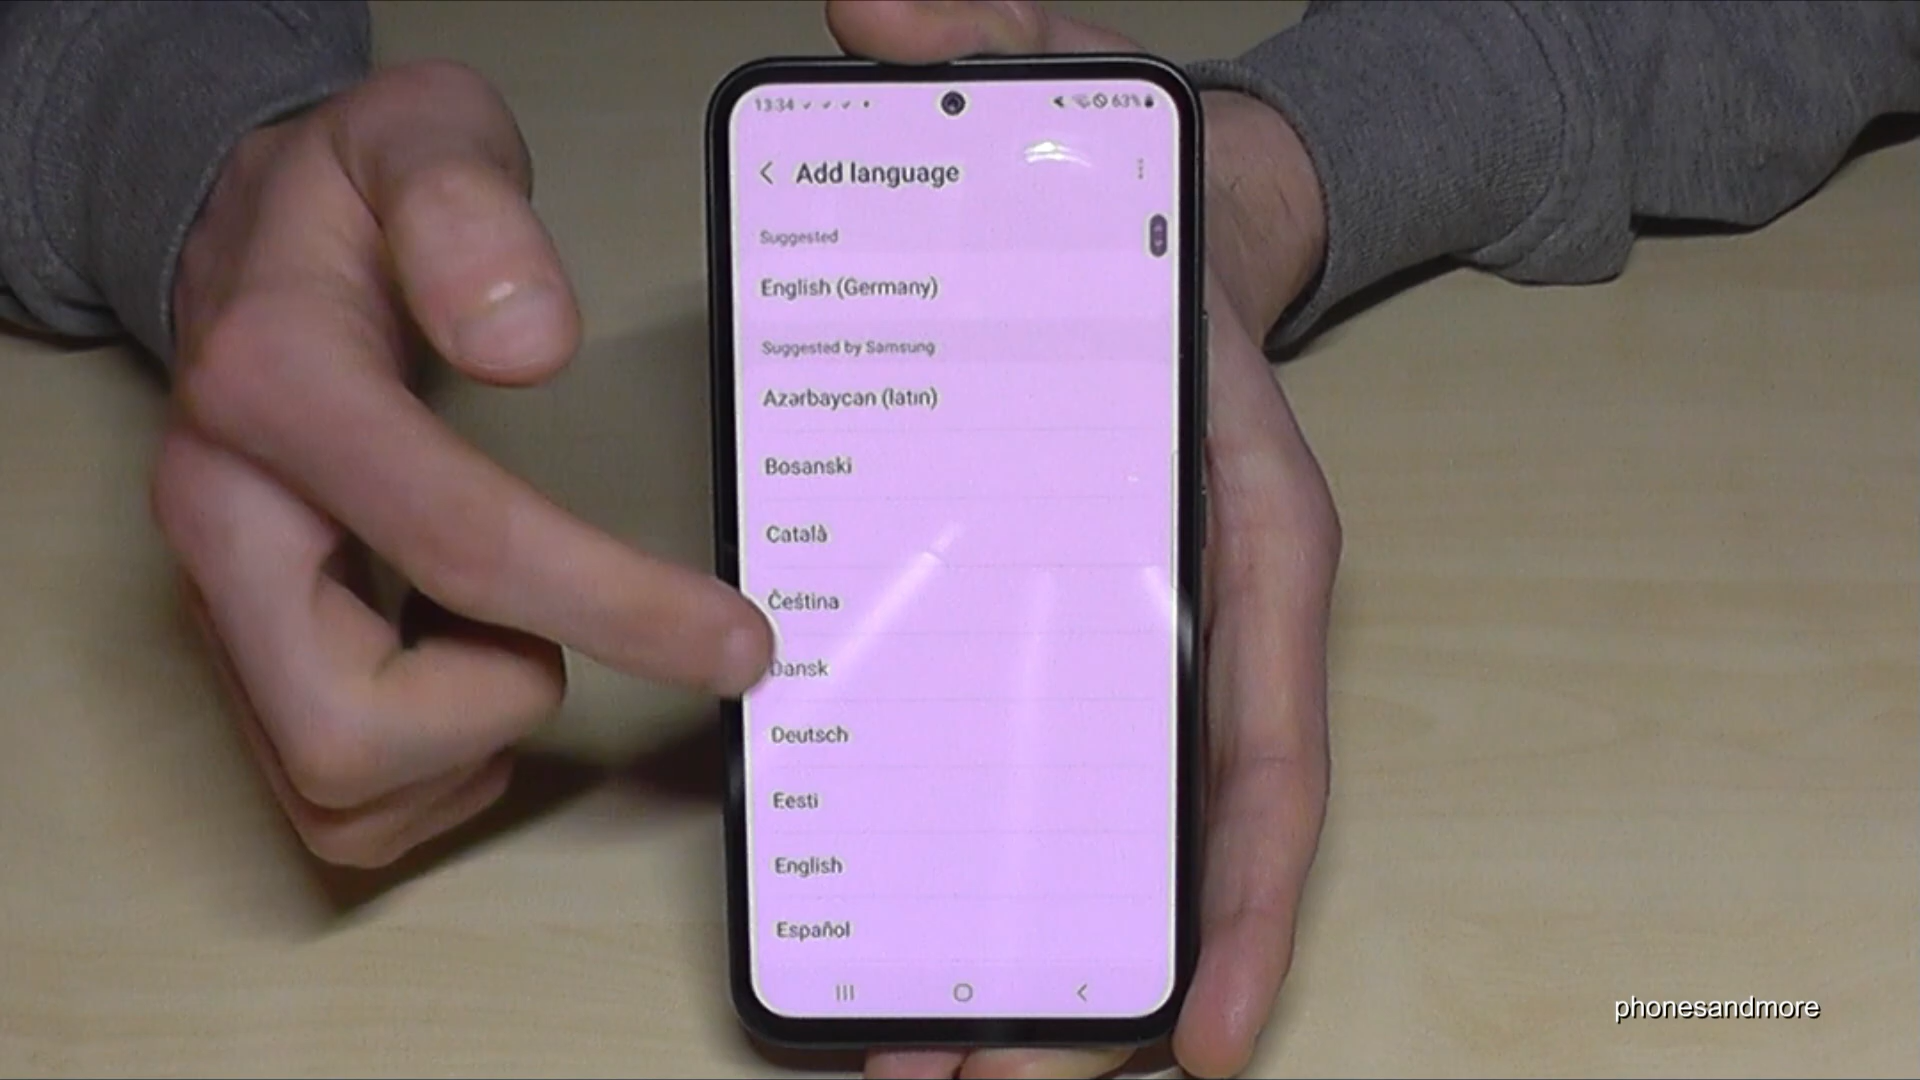 13:34
63%
Add language
Suggested
English (Germany)
Suggested by Samsung
Azərbaycan (latın)
Bosanski
Català
Čeština
Dansk
Deutsch
Eesti
English
Español
phonesandmore